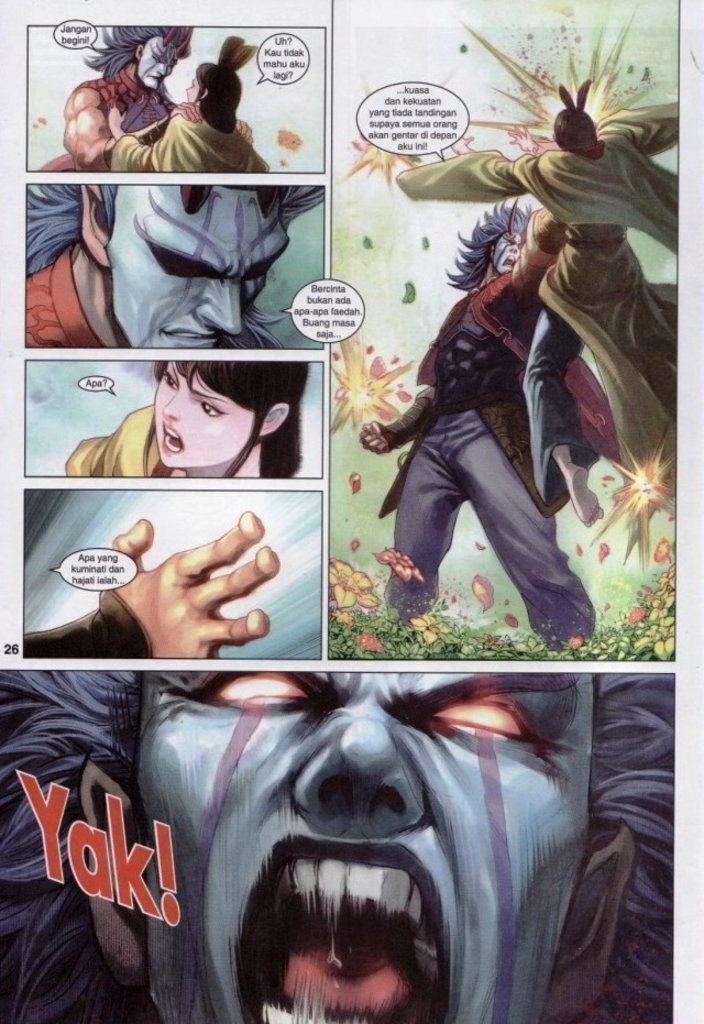 Jangan
begini!
Uh?
Kau tidak
mahu aku
lagi?
Bercinta
bukan ada
apa-apa faedah.
Buang masa
saja...
Apa?
Apa yang
kuminati dan
hajati ialah...
...kuasa
dan kekuatan
yang tiada tandingan
supaya semua orang
akan gentar di depan
aku ini!
26
Yak!